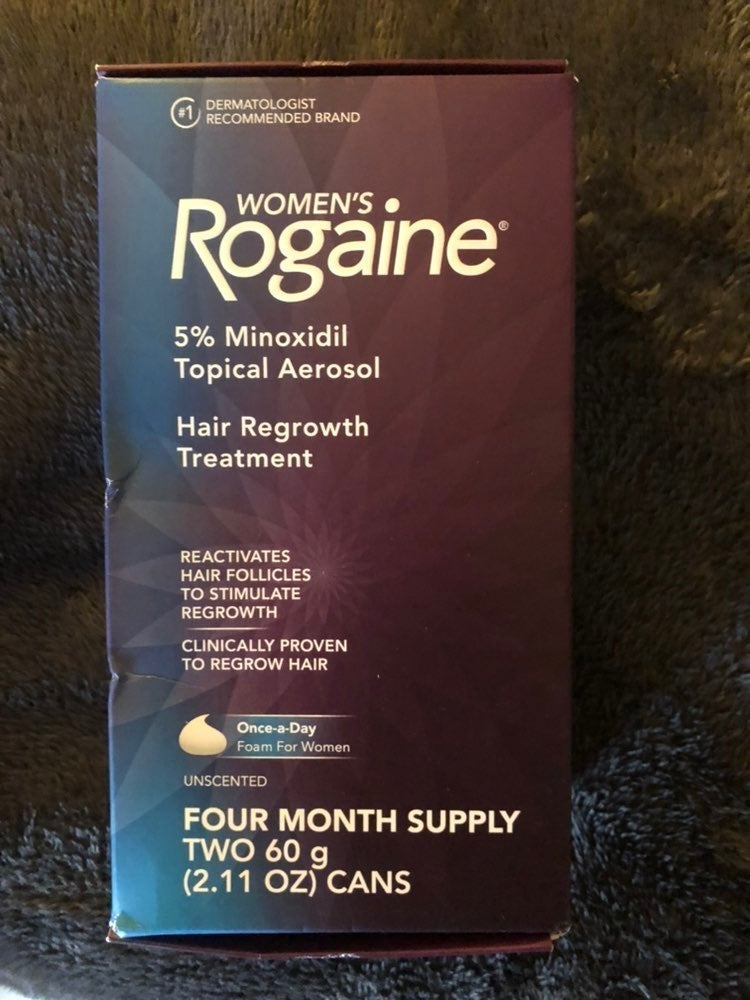 #1 DERMATOLOGIST
RECOMMENDED BRAND
WOMEN'S
Rogaine®
5% Minoxidil
Topical Aerosol
Hair Regrowth
Treatment
REACTIVATES
HAIR FOLLICLES
TO STIMULATE
REGROWTH
CLINICALLY PROVEN
TO REGROW HAIR
Once-a-Day
Foam For Women
UNSCENTED
FOUR MONTH SUPPLY
TWO 60 g
(2.11 OZ) CANS